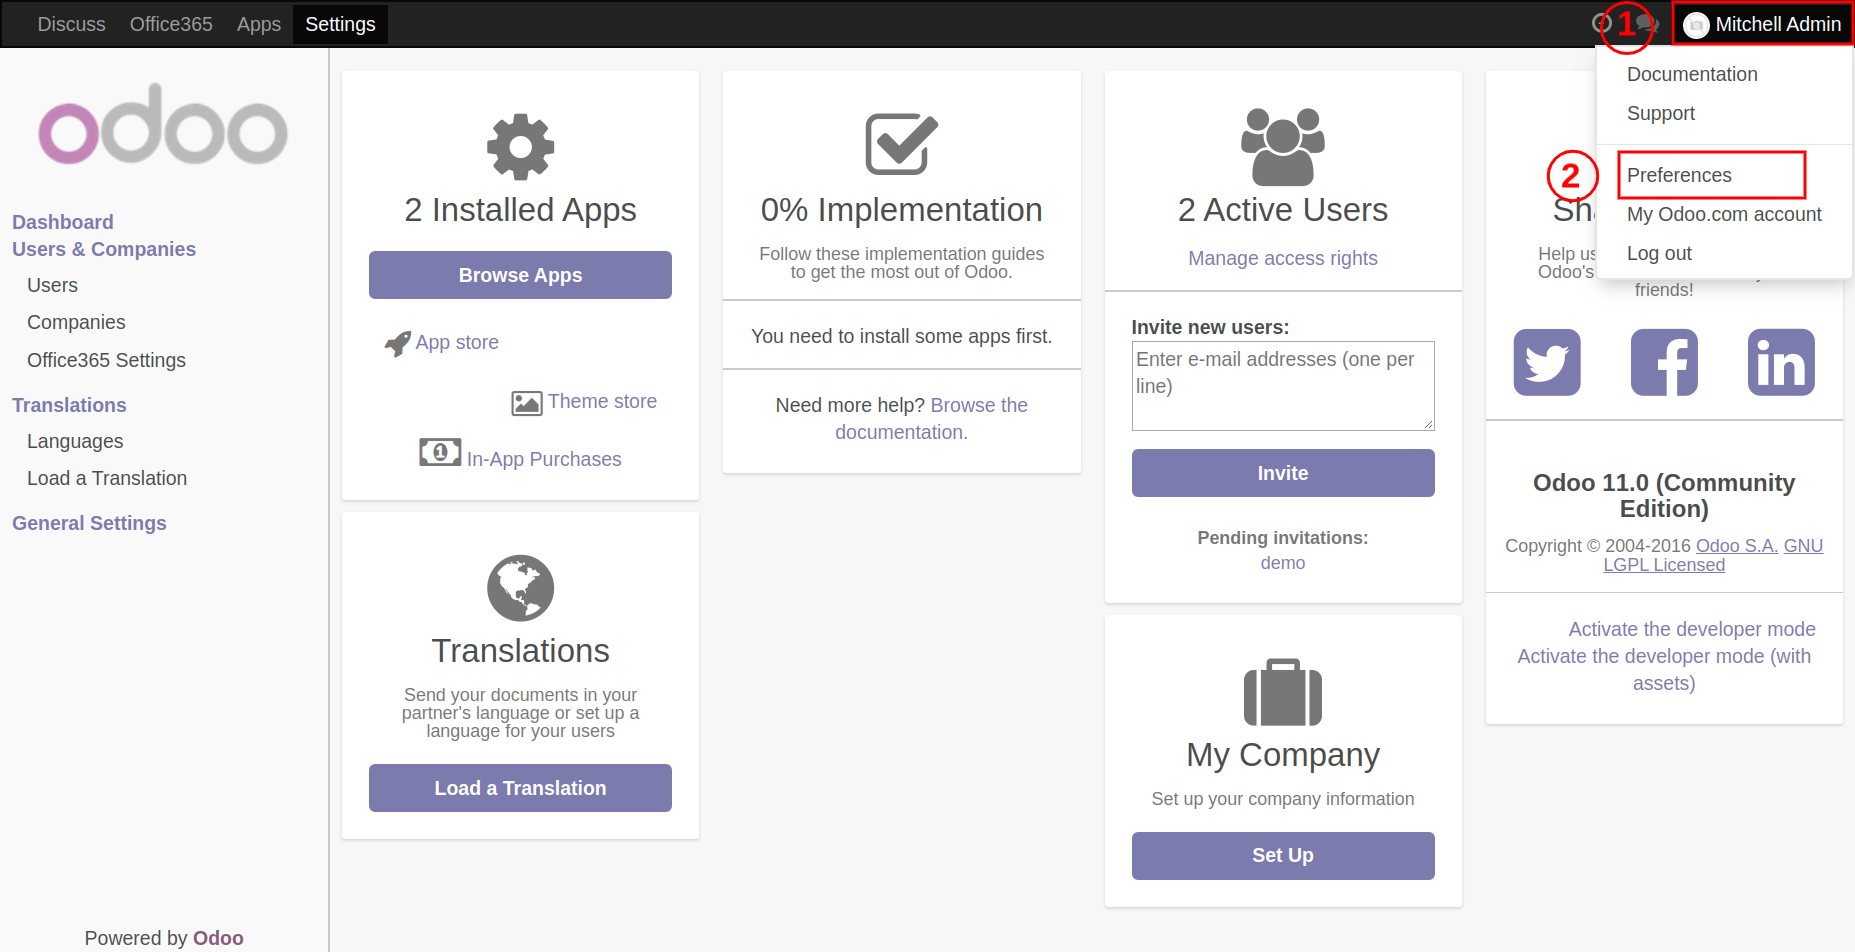 Discuss Office365 Apps Settings
1
Mitchell Admin
Documentation
Support
2
Preferences
My Odoo.com account
Log out
odoo
Dashboard
Users & Companies
Users
Companies
Office365 Settings
Translations
Languages
Load a Translation
General Settings
Powered by Odoo
2 Installed Apps
Browse Apps
App store
Theme store
1
In-App Purchases
Translations
Send your documents in your
partner's language or set up a
language for your users
Load a Translation
0% Implementation
Follow these implementation guides
to get the most out of Odoo.
You need to install some apps first.
Need more help? Browse the
documentation.
2 Active Users
Manage access rights
Invite new users:
Enter e-mail addresses (one per
line)
Invite
Pending invitations:
demo
My Company
Set up your company information
Set Up
Help us
Odoo's
friends!
Odoo 11.0 (Community
Edition)
Copyright © 2004-2016 Odoo S.A. GNU
LGPL Licensed
Activate the developer mode
Activate the developer mode (with
assets)